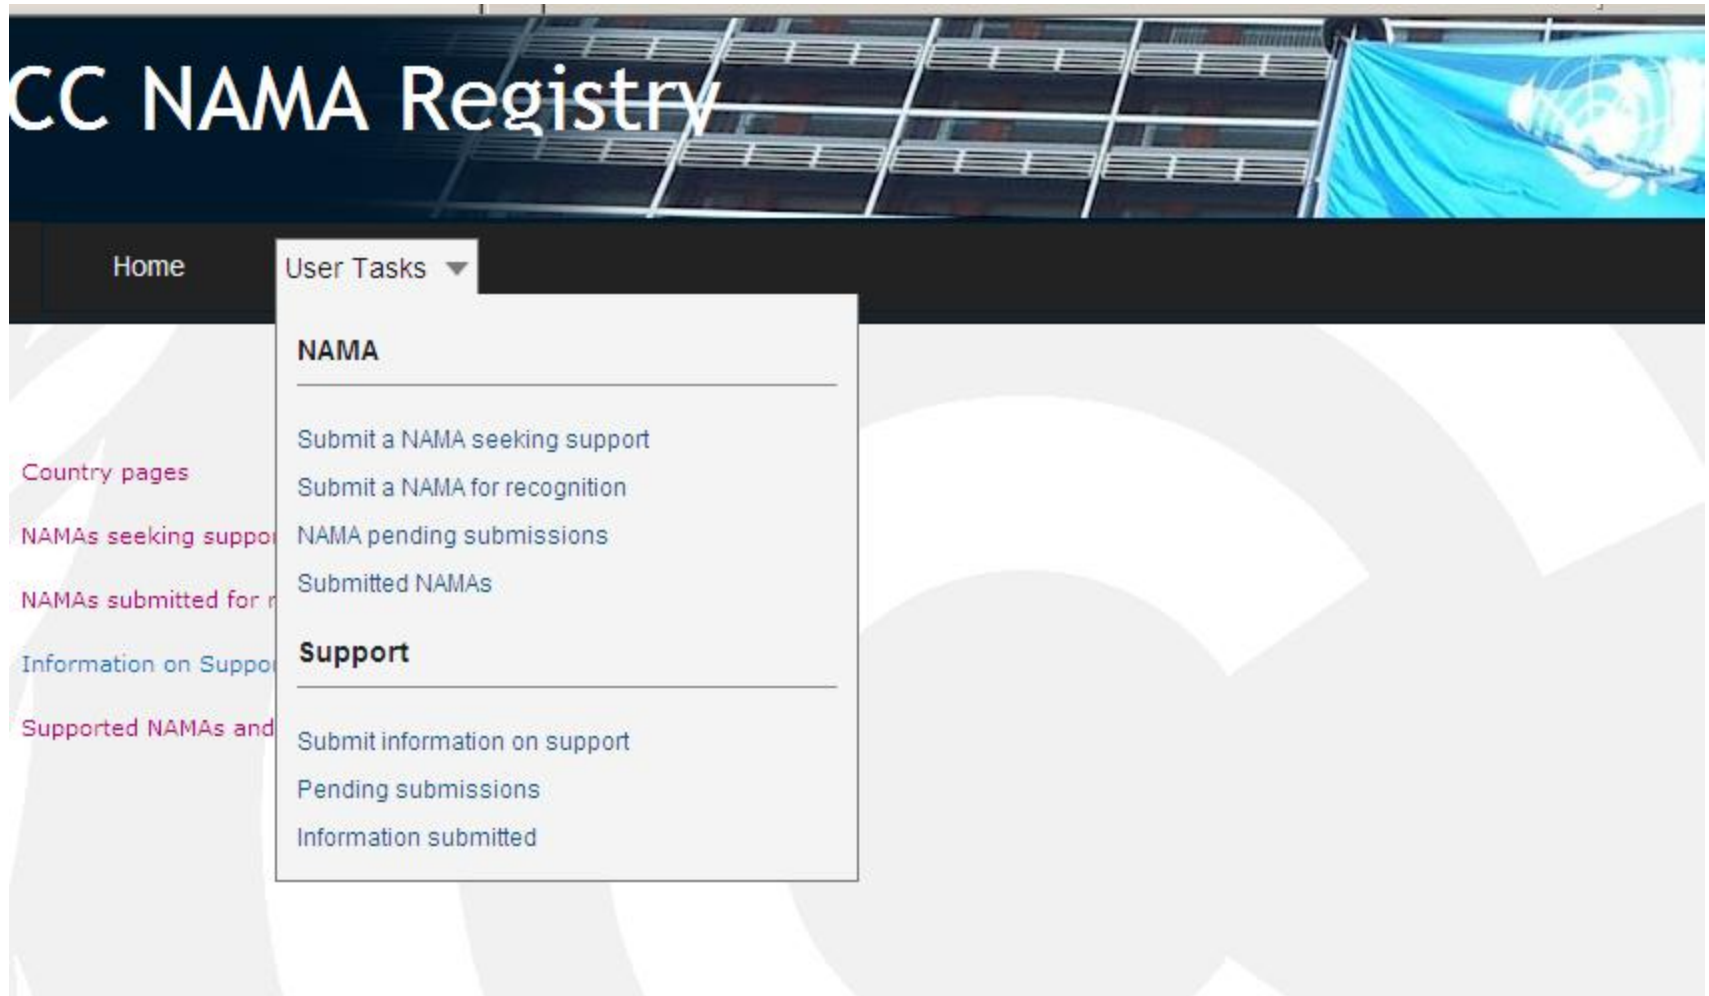 CC NAMA Registry
Home
User Tasks
NAMA
Submit a NAMA seeking support
Submit a NAMA for recognition
NAMA pending submissions
Submitted NAMAs
Support
Submit information on support
Pending submissions
Information submitted
Country pages
NAMAs seeking
NAMAs submitted for
Information on
Supported NAMAs and